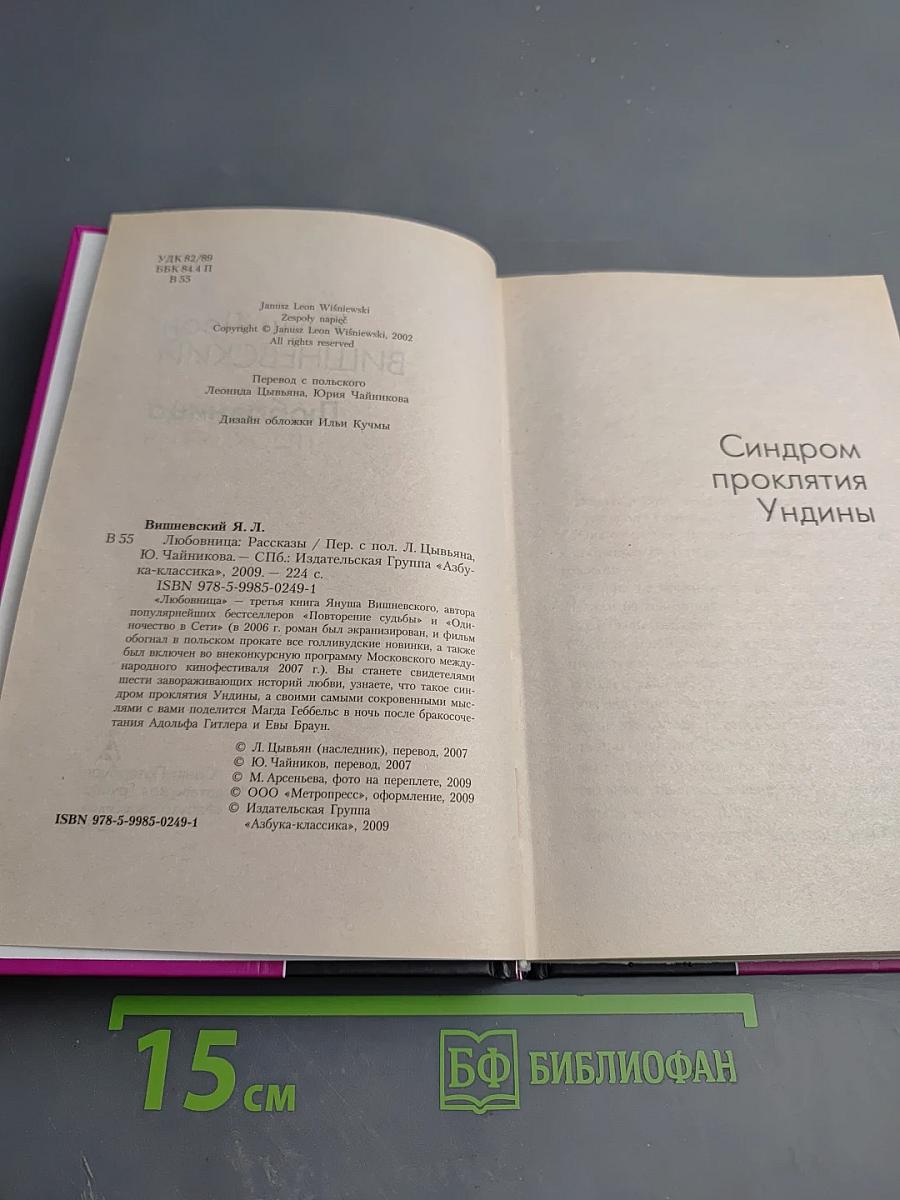 УДК 82/89
ББК 84.4 П
В 55
Janusz Leon Wiśniewski
Zespoły napięć
Copyright © Janusz Leon Wiśniewski, 2002
All rights reserved
Перевод с польского
Леонида Цывьяна, Юрия Чайникова
Дизайн обложки Ильи Кучмы
Вишневский Я. Л.
В 55 Любовница: Рассказы / Пер. с пол. Л. Цывьяна,
Ю. Чайникова. — СПб.: Издательская Группа «Азбу-
ка-классика», 2009. — 224 с.
ISBN 978-5-9985-0249-1
«Любовница» — третья книга Януша Вишневского, автора
популярнейших бестселлеров «Повторение судьбы» и «Оди-
ночество в Сети» (в 2006 г. роман был экранизирован, и фильм
обогнал в польском прокате все голливудские новинки, а также
был включен во внеконкурсную программу Московского между-
народного кинофестиваля 2007 г.). Вы станете свидетелями
шести завораживающих историй любви, узнаете, что такое син-
дром проклятия Ундины, а своими самыми сокровенными мыс-
лями с вами поделится Магда Геббельс в ночь после бракосоче-
тания Адольфа Гитлера и Евы Браун.
© Л. Цывьян (наследник), перевод, 2007
© Ю. Чайников, перевод, 2007
© М. Арсеньева, фото на переплете, 2009
© ООО «Метропресс», оформление, 2009
© Издательская Группа
«Азбука-классика», 2009
ISBN 978-5-9985-0249-1
Синдром
проклятия
Ундины
15 см
БФ БИБЛИОФАН